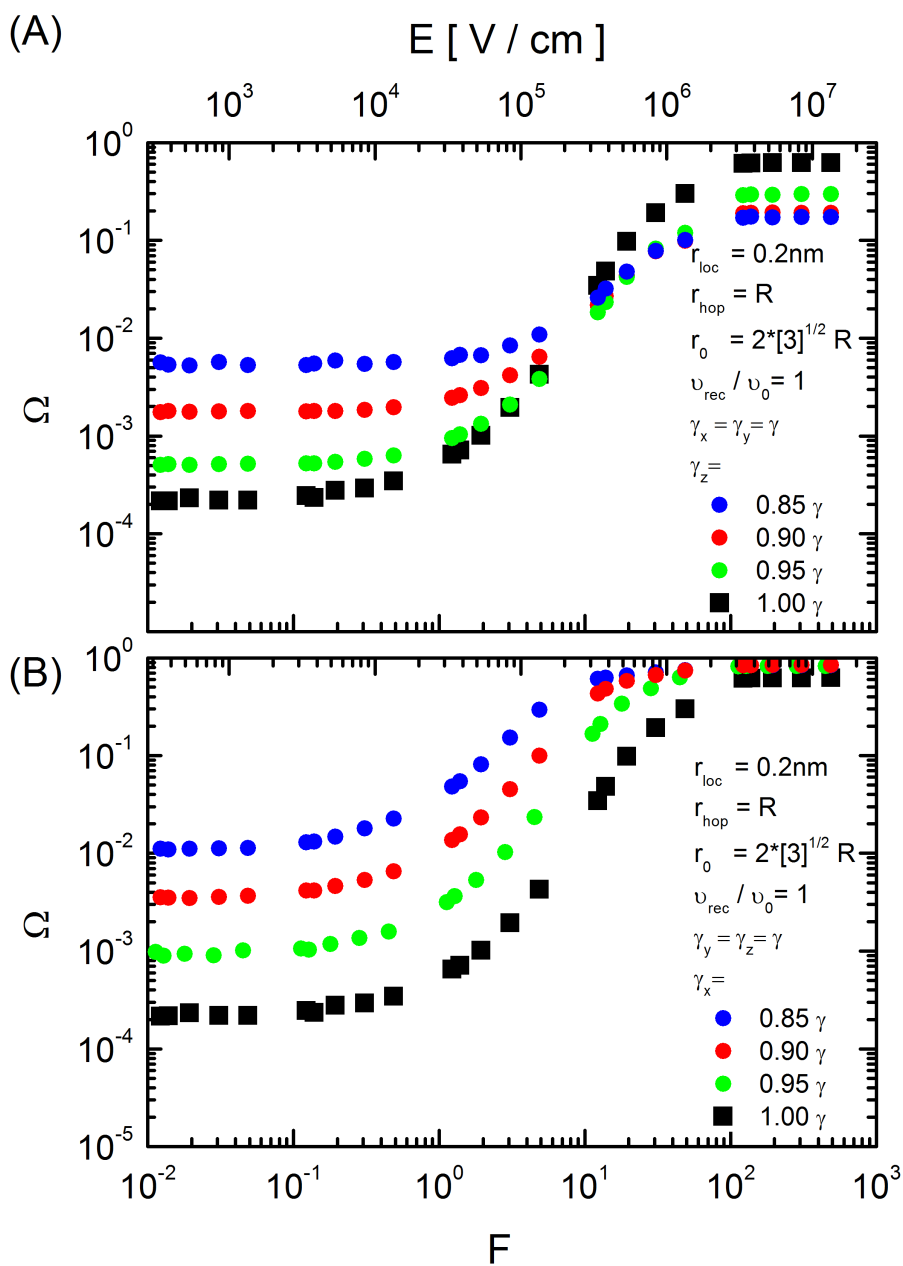 (A)
E [ V / cm ]
10³ 10⁴ 10⁵ 10⁶ 10⁷
10⁰
10⁻¹
10⁻²
10⁻³
10⁻⁴
Ω
r_loc = 0.2nm
r_hop = R
r_0 = 2*[3]^1/2 R
υ_rec / υ_0 = 1
γ_x = γ_y = γ
γ_z=
0.85 γ
0.90 γ
0.95 γ
1.00 γ
(B)
10⁰
10⁻¹
10⁻²
10⁻³
10⁻⁴
10⁻⁵
Ω
r_loc = 0.2nm
r_hop = R
r_0 = 2*[3]^1/2 R
υ_rec / υ_0 = 1
γ_y = γ_z = γ
γ_x=
0.85 γ
0.90 γ
0.95 γ
1.00 γ
10⁻² 10⁻¹ 10⁰ 10¹ 10² 10³
F